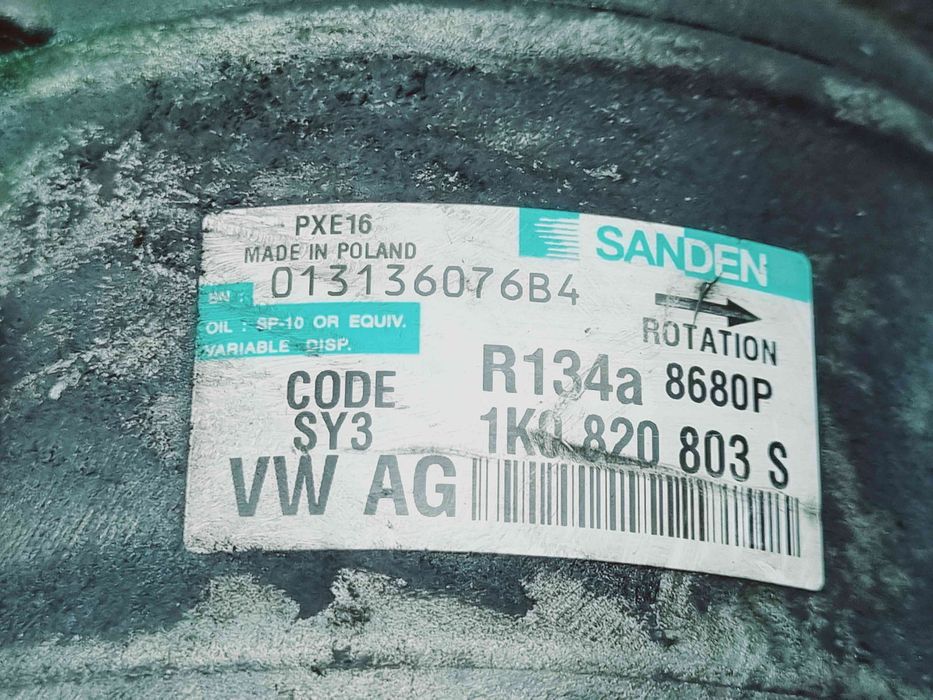 PXE16
MADE IN POLAND
SANDEN
SN : 013136076B4
OIL : SP-10 OR EQUIV.
VARIABLE DISP.
ROTATION
CODE
SY3
R134a 8680P
1K0 820 803 S
VW AG